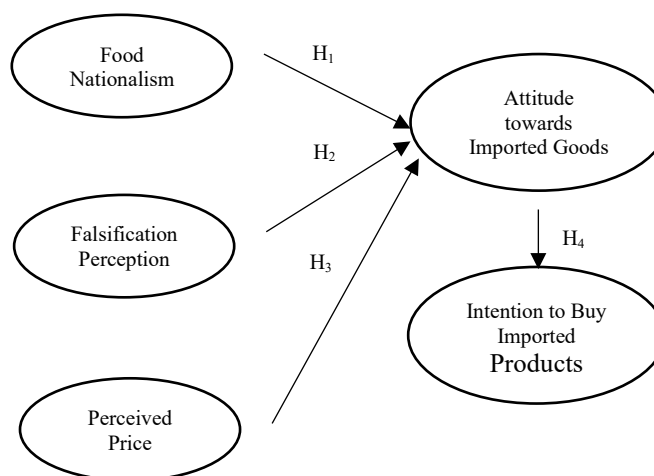 Food
Nationalism
H₁
Attitude
towards
Imported Goods
H₂
Falsification
Perception
H₃
H₄
Intention to Buy
Imported
Products
Perceived
Price